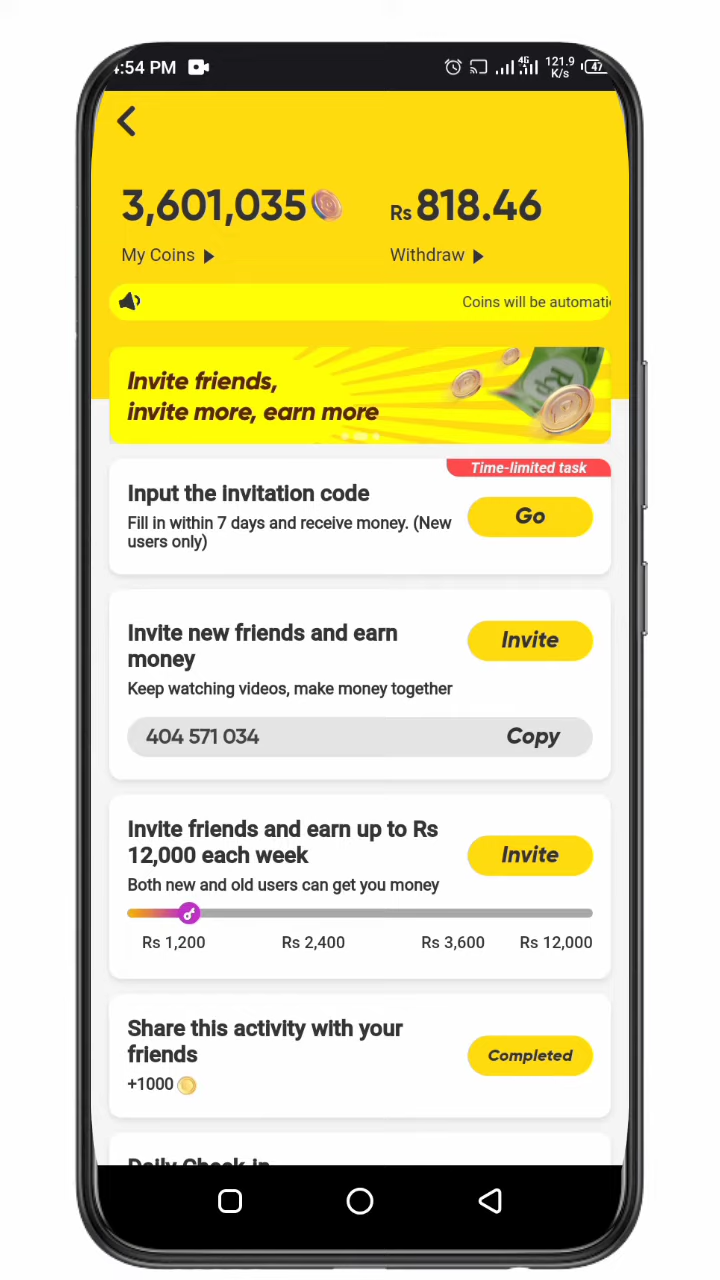 :54 PM
4G
121.9
K/s
47
3,601,035
Rs 818.46
My Coins
Withdraw
Coins will be automati
Invite friends,
invite more, earn more
Time-limited task
Input the invitation code
Go
Fill in within 7 days and receive money. (New
users only)
Invite new friends and earn
money
Invite
Keep watching videos, make money together
404 571 034
Copy
Invite friends and earn up to Rs
12,000 each week
Invite
Both new and old users can get you money
Rs 1,200
Rs 2,400
Rs 3,600
Rs 12,000
Share this activity with your
friends
Completed
+1000
Daily Check-in